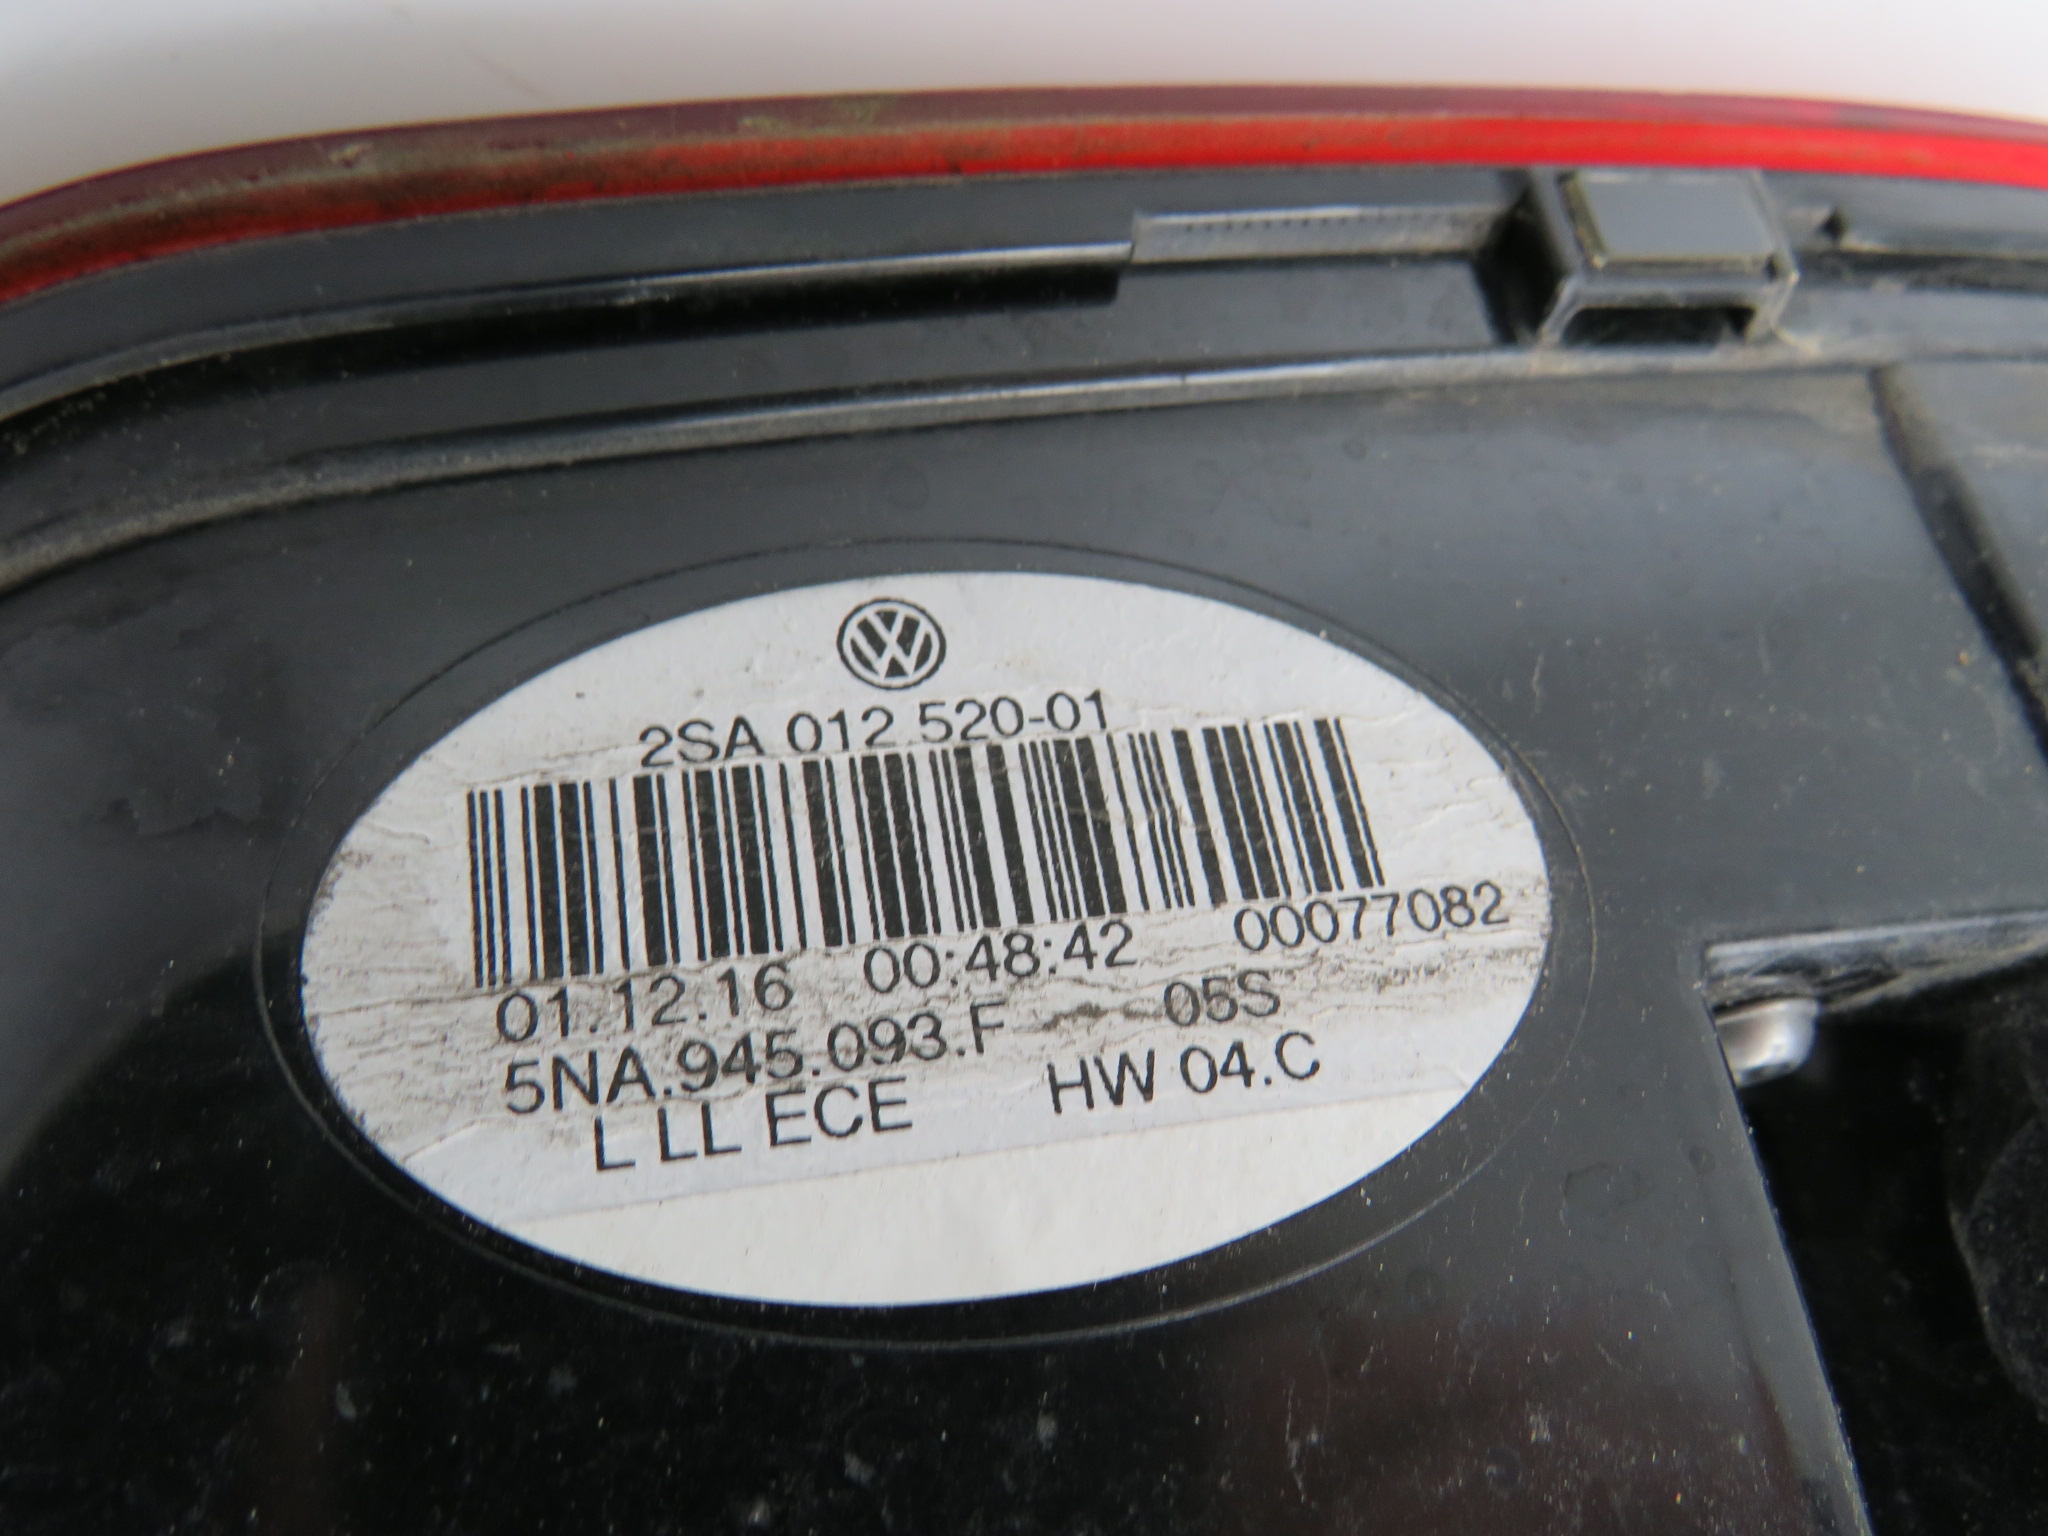 2SA 012 520-01
01.12.16 00:48:42 00077082
5NA.945.093.F 05S
L LL ECE HW 04.C